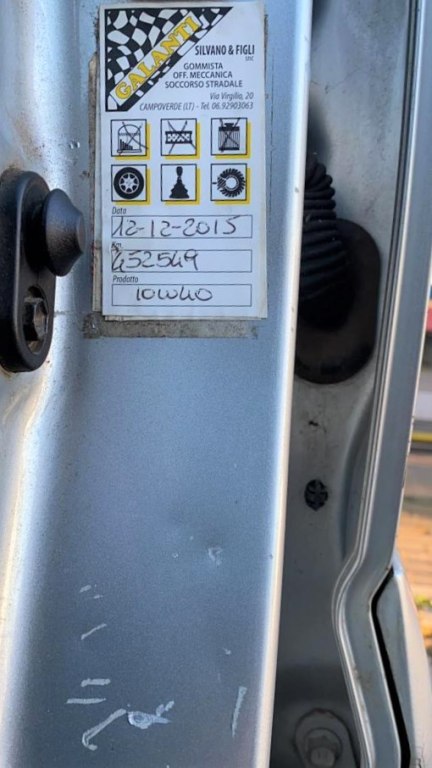 GALANTI
SILVANO & FIGLI
snc
GOMMISTA
OFF. MECCANICA
SOCCORSO STRADALE
Via Virgilio, 20
CAMPOVERDE (LT) - Tel. 06.92903063
Data
12-12-2015
Km.
452549
Prodotto
10W40